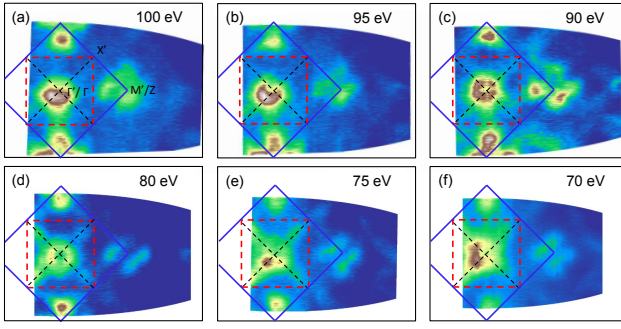 (a) 100 eV
(b) 95 eV
(c) 90 eV
X'
Γ'/ Γ
M'/Z
(d) 80 eV
(e) 75 eV
(f) 70 eV